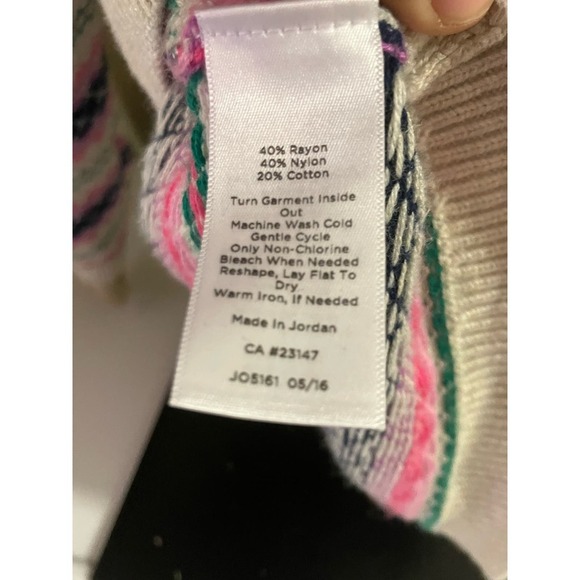 40% Rayon
40% Nylon
20% Cotton
Turn Garment Inside
Out
Machine Wash Cold
Gentle Cycle
Only Non-Chlorine
Bleach When Needed
Reshape, Lay Flat To
Dry
Warm Iron, If Needed
Made in Jordan
CA #23147
JO5161 05/16